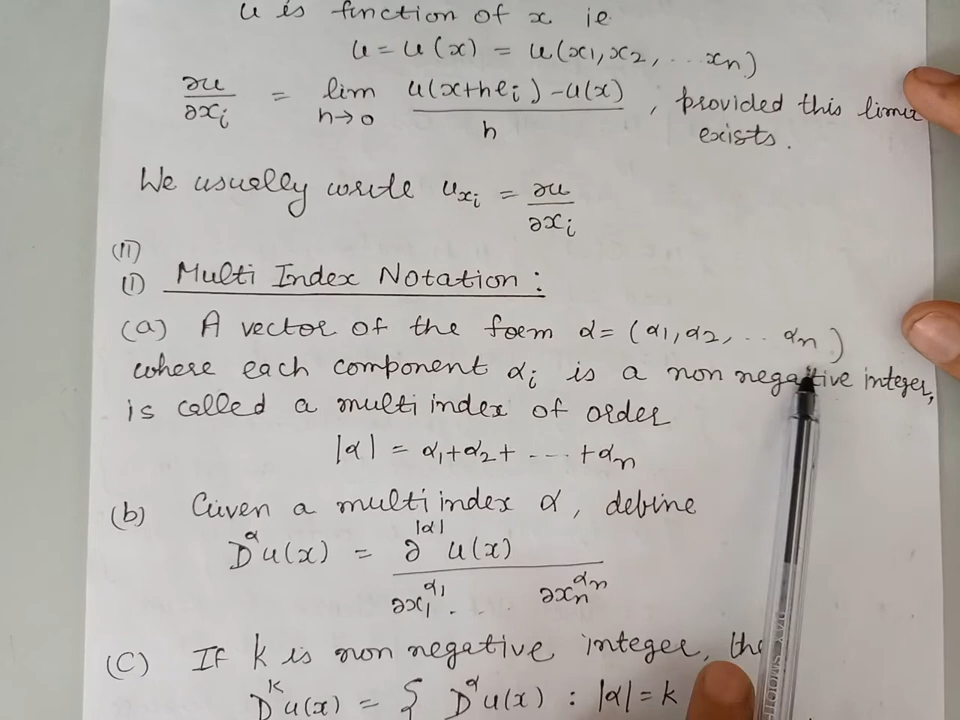 u is function of x ie
u = u(x) = u(x1, x2, ... xn)
∂u/∂xi = lim h→0 u(x+hei) - u(x) / h , provided this limit
exists.
We usually write uxi = ∂u/∂xi
(II)
(1) Multi Index Notation :
(a) A vector of the form α = (α1, α2, ... αn)
where each component αi is a non negative integer,
is called a multi index of order
|α| = α1 + α2 + ... + αn
(b) Given a multi index α, define
D^α u(x) = ∂^|α| u(x) / ∂x1^α1 ... ∂xn^αn
(C) If k is non negative integer,
D^k u(x) = { D^α u(x) : |α| = k